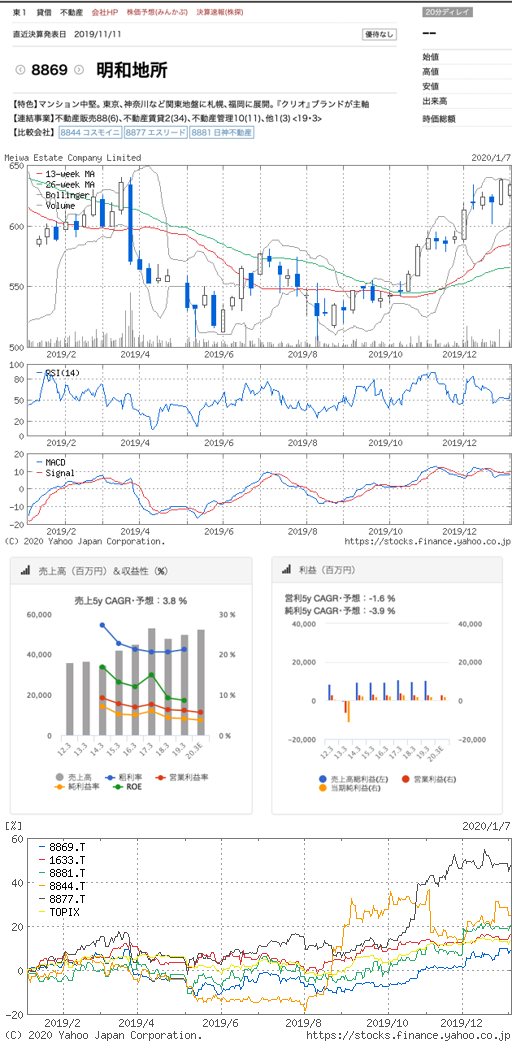 東1 貸借 不動産 会社HP 株価予想(みんかぶ) 決算速報(株探)
20分ディレイ
直近決算発表日 2019/11/11
優待なし
--
8869 明和地所
始値
高値
安値
出来高
時価総額
【特色】マンション中堅。東京、神奈川など関東地盤に札幌、福岡に展開。『クリオ』ブランドが主軸
【連結事業】不動産販売88(6)、不動産賃貸2(34)、不動産管理10(11)、他1(3) <19・3>
【比較会社】 8844 コスモイニ 8877 エスリード 8881 日神不動産
Meiwa Estate Company Limited 2020/1/7
650
600
550
500
13-week MA
26-week MA
Bollinger
Volume
2019/2 2019/4 2019/6 2019/8 2019/10 2019/12
100
80
50
20
0
RSI(14)
2019/2 2019/4 2019/6 2019/8 2019/10 2019/12
20
10
0
-10
-20
MACD
Signal
2019/2 2019/4 2019/6 2019/8 2019/10 2019/12
(C) 2020 Yahoo Japan Corporation. https://stocks.finance.yahoo.co.jp
売上高（百万円）＆収益性（%）
売上5y CAGR・予想： 3.8 %
60,000
40,000
20,000
0
30 %
20 %
10 %
0 %
12.3 13.3 14.3 15.3 16.3 17.3 18.3 19.3 20.3E
売上高 粗利率 営業利益率
純利益率 ROE
利益（百万円）
営利5y CAGR・予想： -1.6 %
純利5y CAGR・予想： -3.9 %
40,000
20,000
0
-20,000
40,000
20,000
0
-20,000
12.3 13.3 14.3 15.3 16.3 17.3 18.3 19.3 20.3E
売上高総利益(左) 営業利益(右)
当期純利益(右)
[%] 2020/1/7
60
40
20
0
-20
8869.T
1633.T
8881.T
8844.T
8877.T
TOPIX
2019/2 2019/4 2019/6 2019/8 2019/10 2019/12
(C) 2020 Yahoo Japan Corporation. https://stocks.finance.yahoo.co.jp